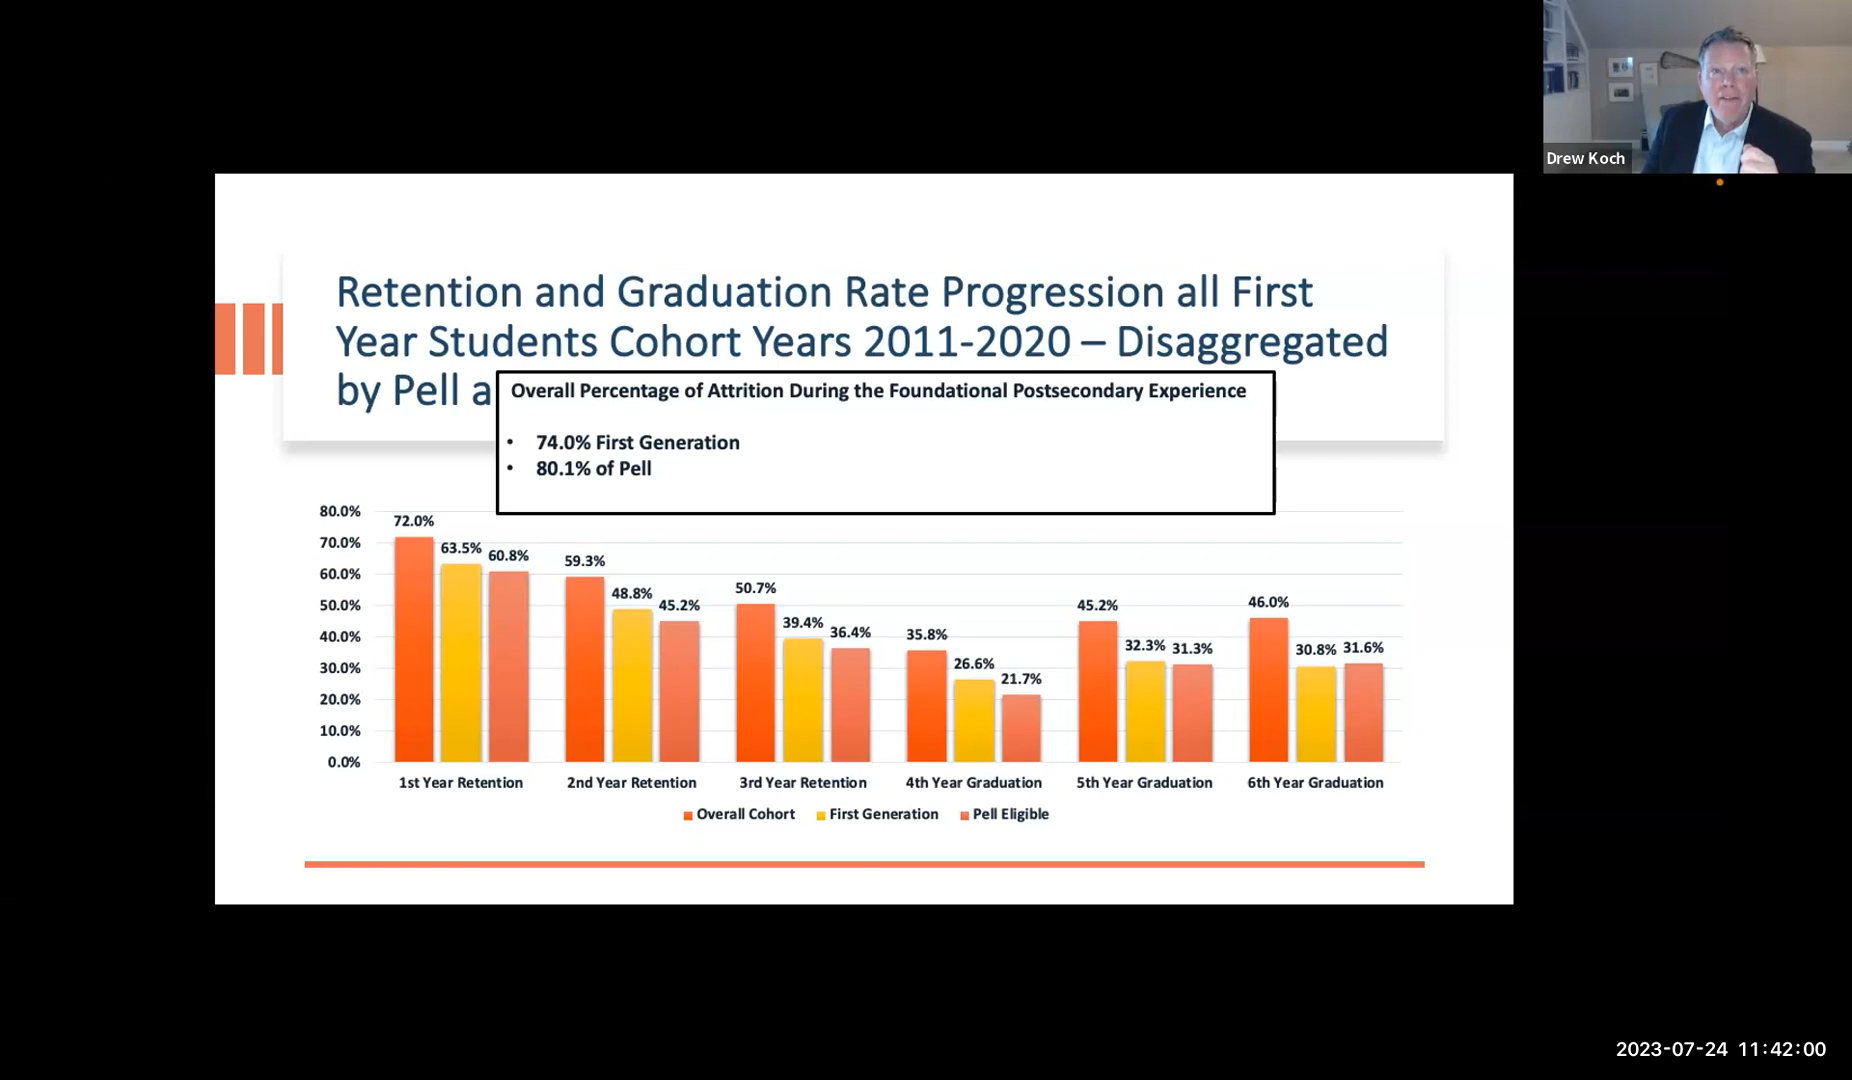 Drew Koch
Retention and Graduation Rate Progression all First
Year Students Cohort Years 2011-2020 – Disaggregated
by Pell a
Overall Percentage of Attrition During the Foundational Postsecondary Experience
• 74.0% First Generation
• 80.1% of Pell
80.0%
70.0%
60.0%
50.0%
40.0%
30.0%
20.0%
10.0%
0.0%
72.0% 63.5% 60.8%
59.3% 48.8% 45.2%
50.7% 39.4% 36.4%
35.8% 26.6% 21.7%
45.2% 32.3% 31.3%
46.0% 30.8% 31.6%
1st Year Retention 2nd Year Retention 3rd Year Retention 4th Year Graduation 5th Year Graduation 6th Year Graduation
Overall Cohort First Generation Pell Eligible
2023-07-24 11:42:00